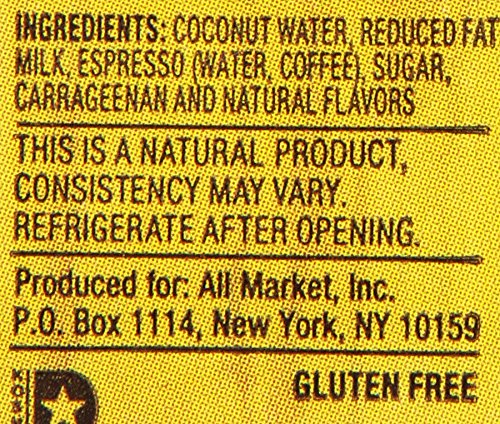 INGREDIENTS: COCONUT WATER, REDUCED FAT
MILK, ESPRESSO (WATER, COFFEE), SUGAR,
CARRAGEENAN AND NATURAL FLAVORS
THIS IS A NATURAL PRODUCT,
CONSISTENCY MAY VARY.
REFRIGERATE AFTER OPENING.
Produced for: All Market, Inc.
P.O. Box 1114, New York, NY 10159
GLUTEN FREE